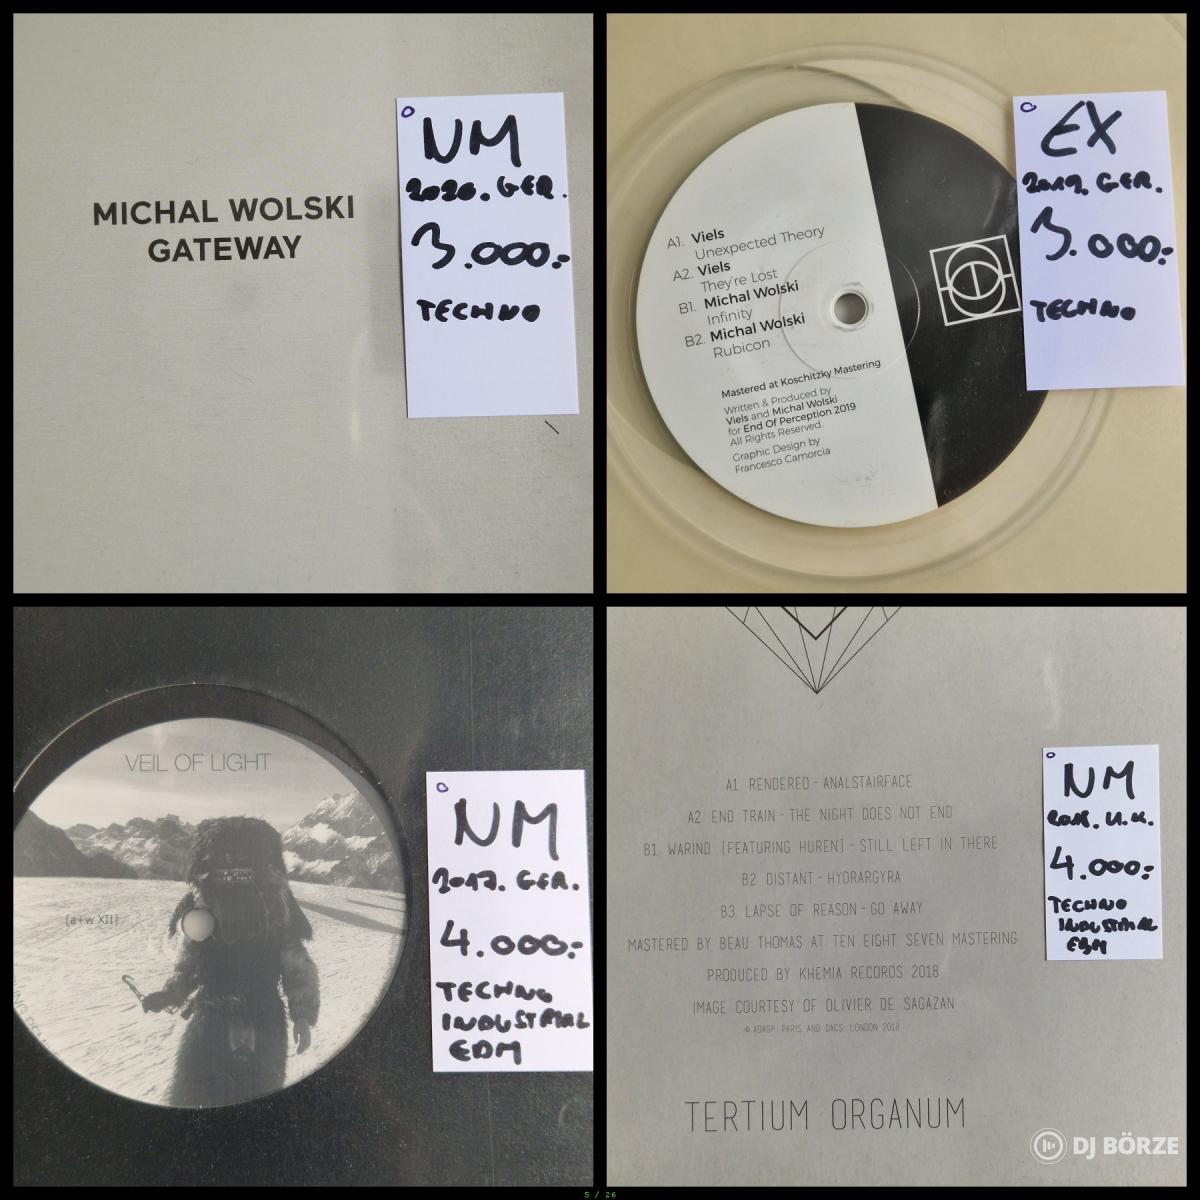 MICHAL WOLSKI
GATEWAY
NM
2020. GER.
3.000.-
TECHNO
A1. Viels
Unexpected Theory
A2. Viels
They're Lost
B1. Michal Wolski
Infinity
B2. Michal Wolski
Rubicon
Mastered at Koschitzky Mastering
Written & Produced by
Viels and Michal Wolski
for End Of Perception 2019
All Rights Reserved.
Graphic Design by
Francesco Camorcia
EX
2019. GER.
3.000.-
TECHNO
VEIL OF LIGHT
[a+w XII]
NM
2017. GER.
4.000.-
TECHNO
INDUSTRIAL
EDM
A1 RENDERED - ANALSTAIRFACE
A2 END TRAIN - THE NIGHT DOES NOT END
B1. WARIND [FEATURING HUREN] - STILL LEFT IN THERE
B2 DISTANT - HYDRARGYRA
B3. LAPSE OF REASON - GO AWAY
MASTERED BY BEAU THOMAS AT TEN EIGHT SEVEN MASTERING
PRODUCED BY KHEMIA RECORDS 2018
IMAGE COURTESY OF OLIVIER DE SAGAZAN
© ADAGP, PARIS AND DACS, LONDON 2018
TERTIUM ORGANUM
NM
2018. U.K.
4.000.-
TECHNO
INDUSTRIAL
EBM
DJ BÖRZE
5 / 26